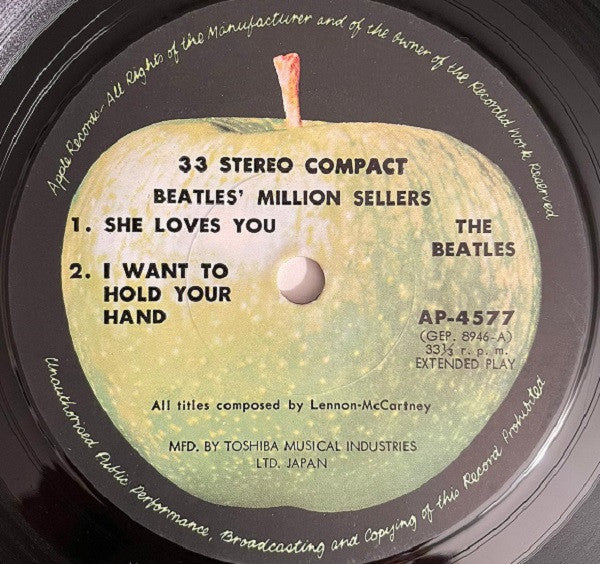 Apple Records - All Rights of the Manufacturer and of the Owner of the Recorded Work Reserved
33 STEREO COMPACT
BEATLES' MILLION SELLERS
1. SHE LOVES YOU
THE
BEATLES
2. I WANT TO
HOLD YOUR
HAND
AP-4577
(GEP. 8946-A)
33⅓ r. p. m.
EXTENDED PLAY
All titles composed by Lennon-McCartney
MFD. BY TOSHIBA MUSICAL INDUSTRIES
LTD. JAPAN
Unauthorised Public Performance, Broadcasting and Copying of this Record Prohibited